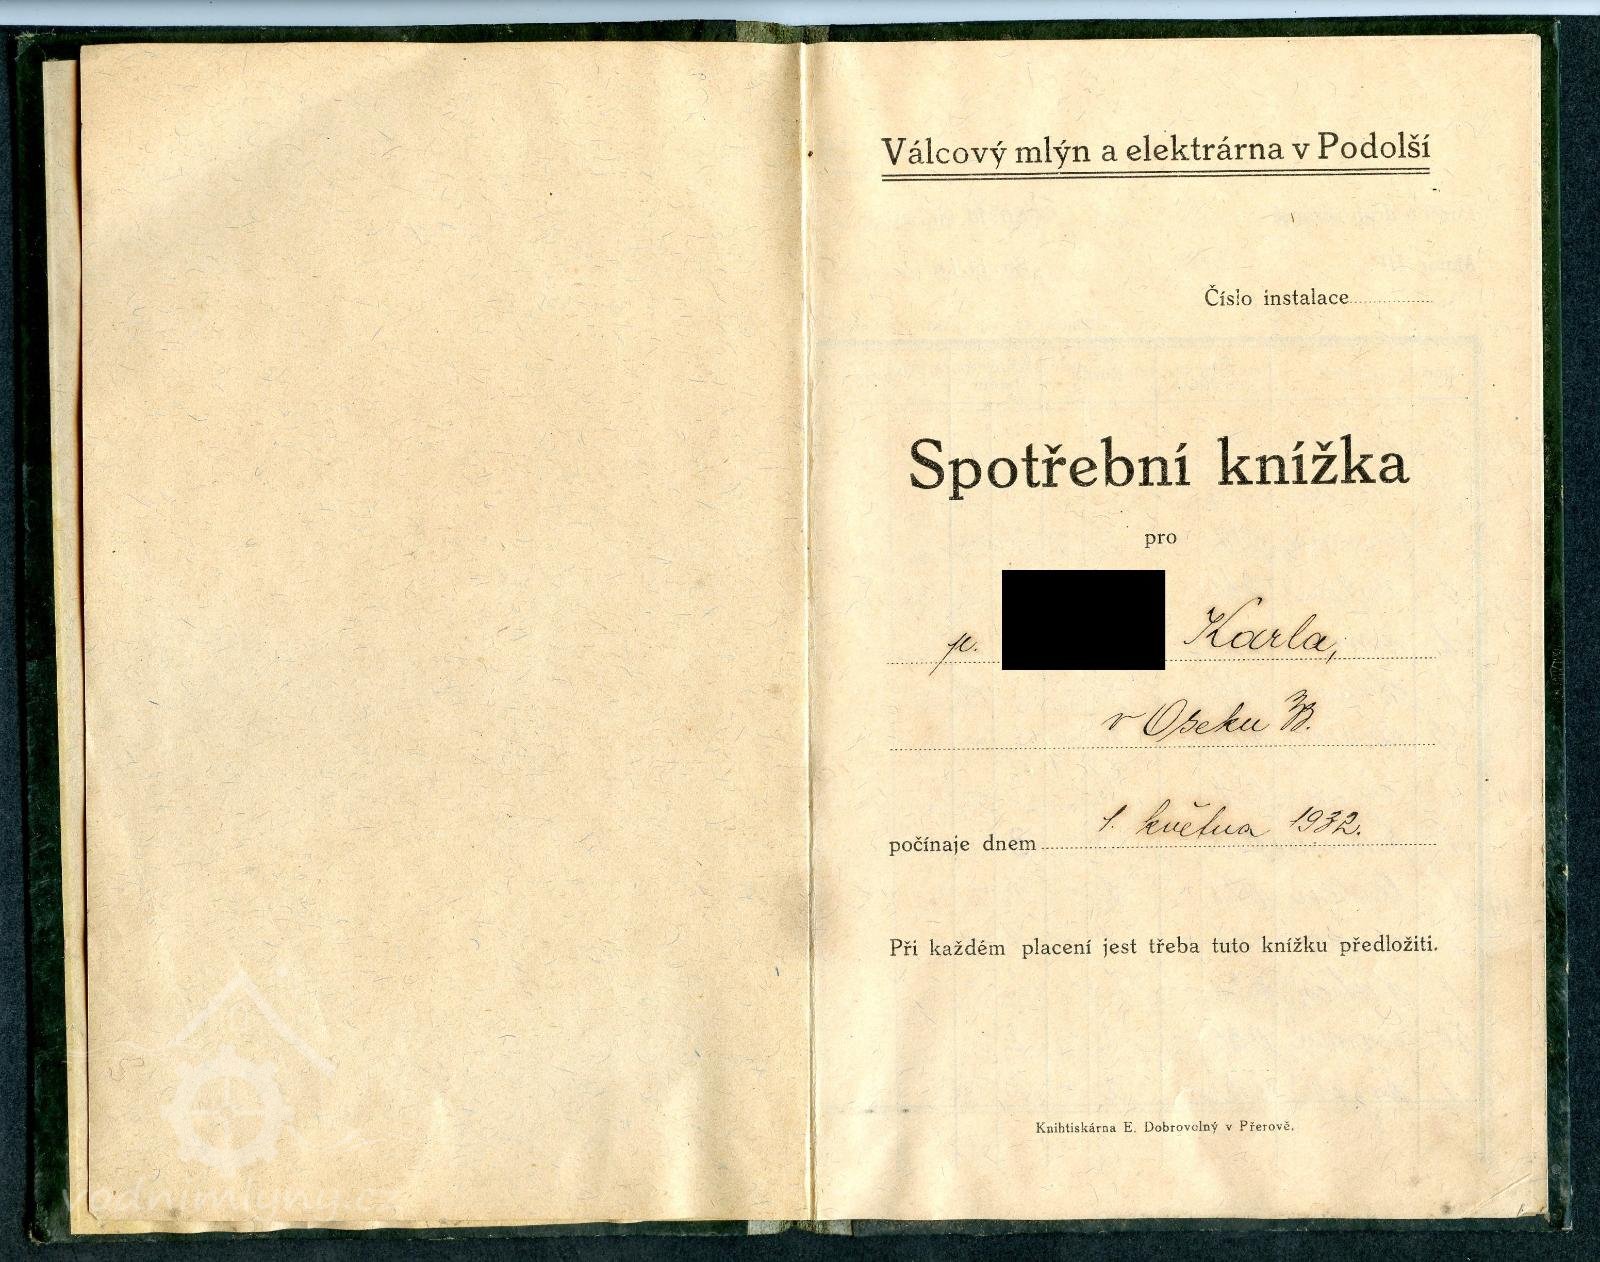 Válcový mlýn a elektrárna v Podolší
Číslo instalace
Spotřební knížka
pro
p. Karla,
v Oseku
počínaje dnem 1. května 1932.
Při každém placení jest třeba tuto knížku předložiti.
Knihtiskárna E. Dobrovolný v Přerově.
vodnimlyny.cz